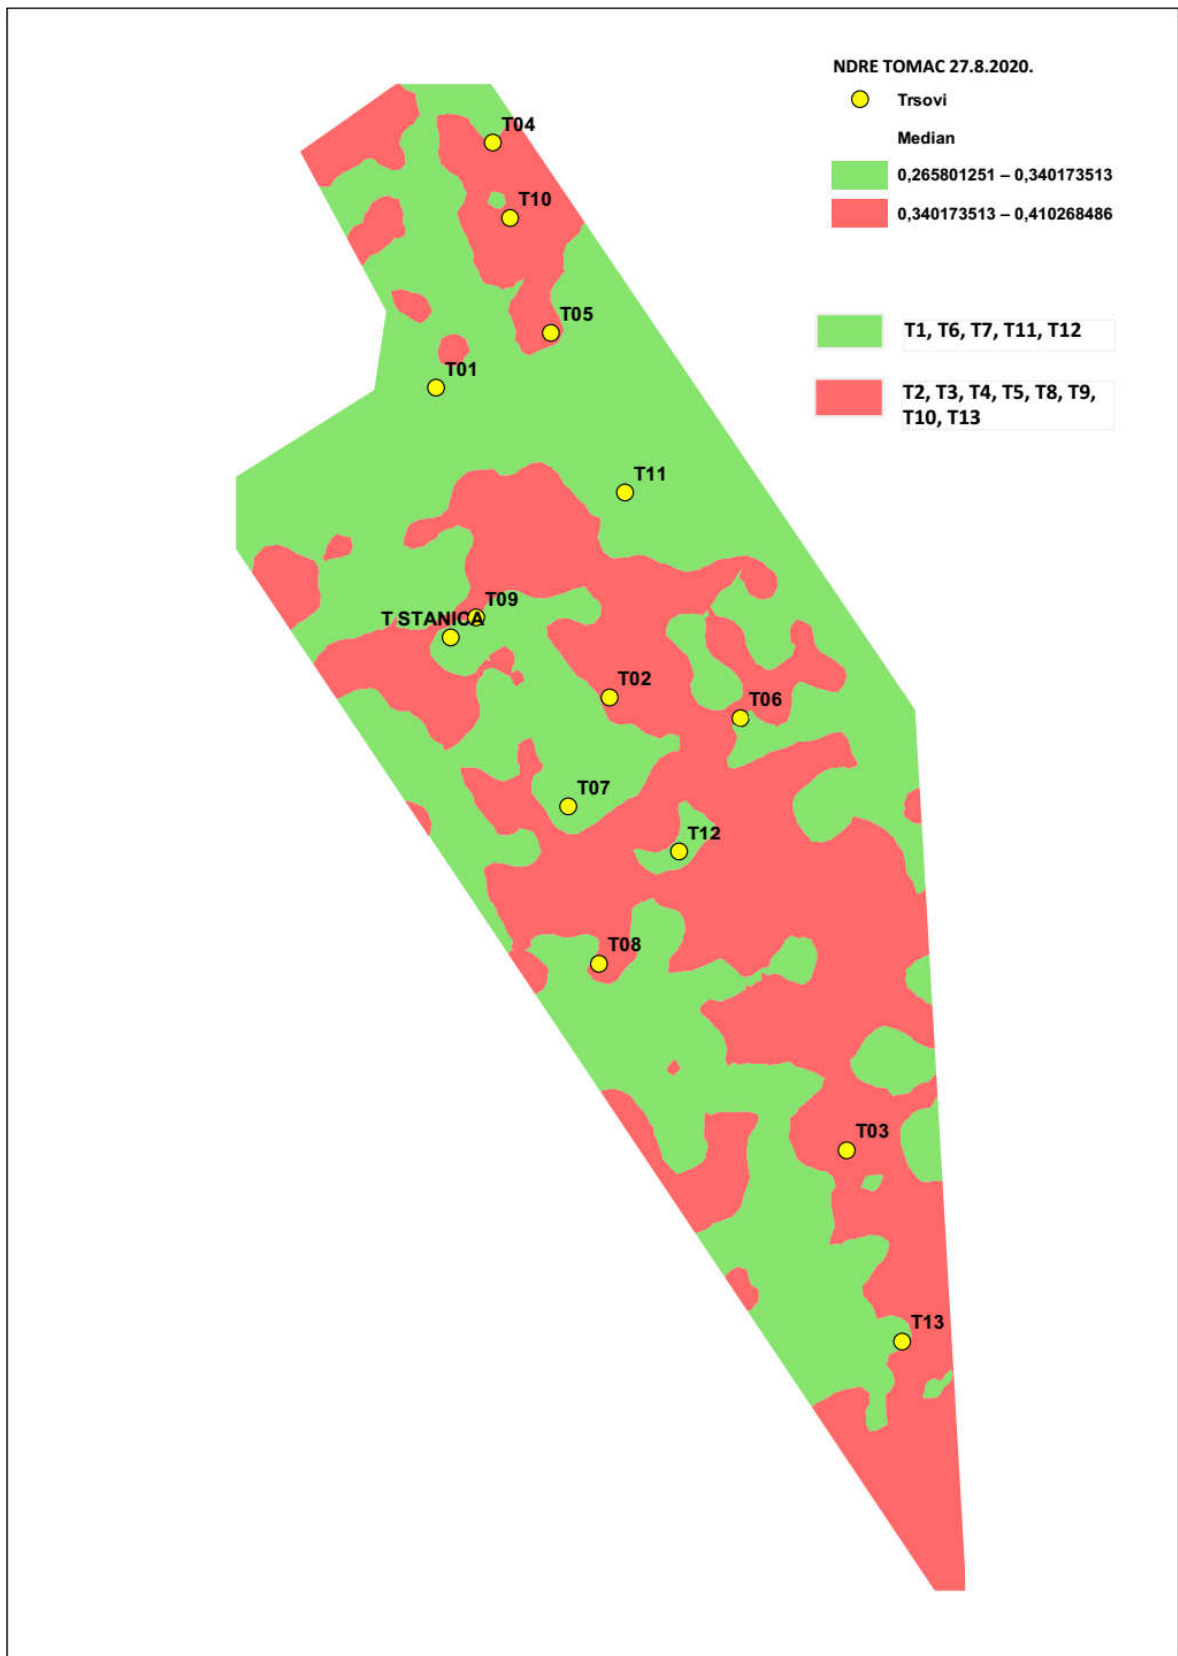 NDRE TOMAC 27.8.2020.
Trsovi
Median
0,265801251 – 0,340173513
0,340173513 – 0,410268486
T1, T6, T7, T11, T12
T2, T3, T4, T5, T8, T9,
T10, T13
T04
T10
T05
T01
T11
T09
T STANICA
T02
T06
T07
T12
T08
T03
T13